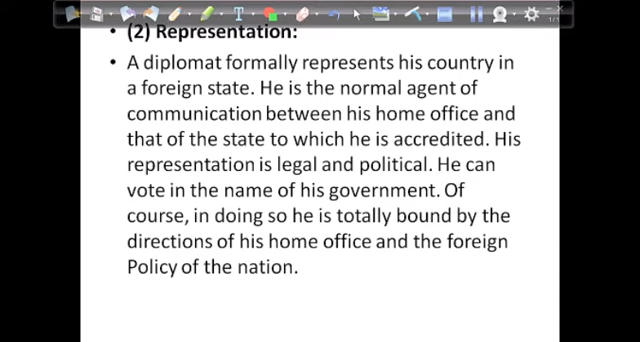 • (2) Representation:
• A diplomat formally represents his country in
a foreign state. He is the normal agent of
communication between his home office and
that of the state to which he is accredited. His
representation is legal and political. He can
vote in the name of his government. Of
course, in doing so he is totally bound by the
directions of his home office and the foreign
Policy of the nation.